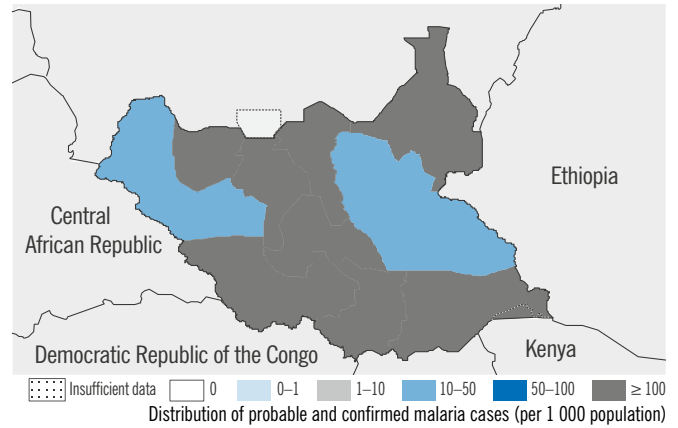 Ethiopia
Central
African Republic
Democratic Republic of the Congo
Kenya
Insufficient data 0 0–1 1–10 10–50 50–100 ≥ 100
Distribution of probable and confirmed malaria cases (per 1 000 population)